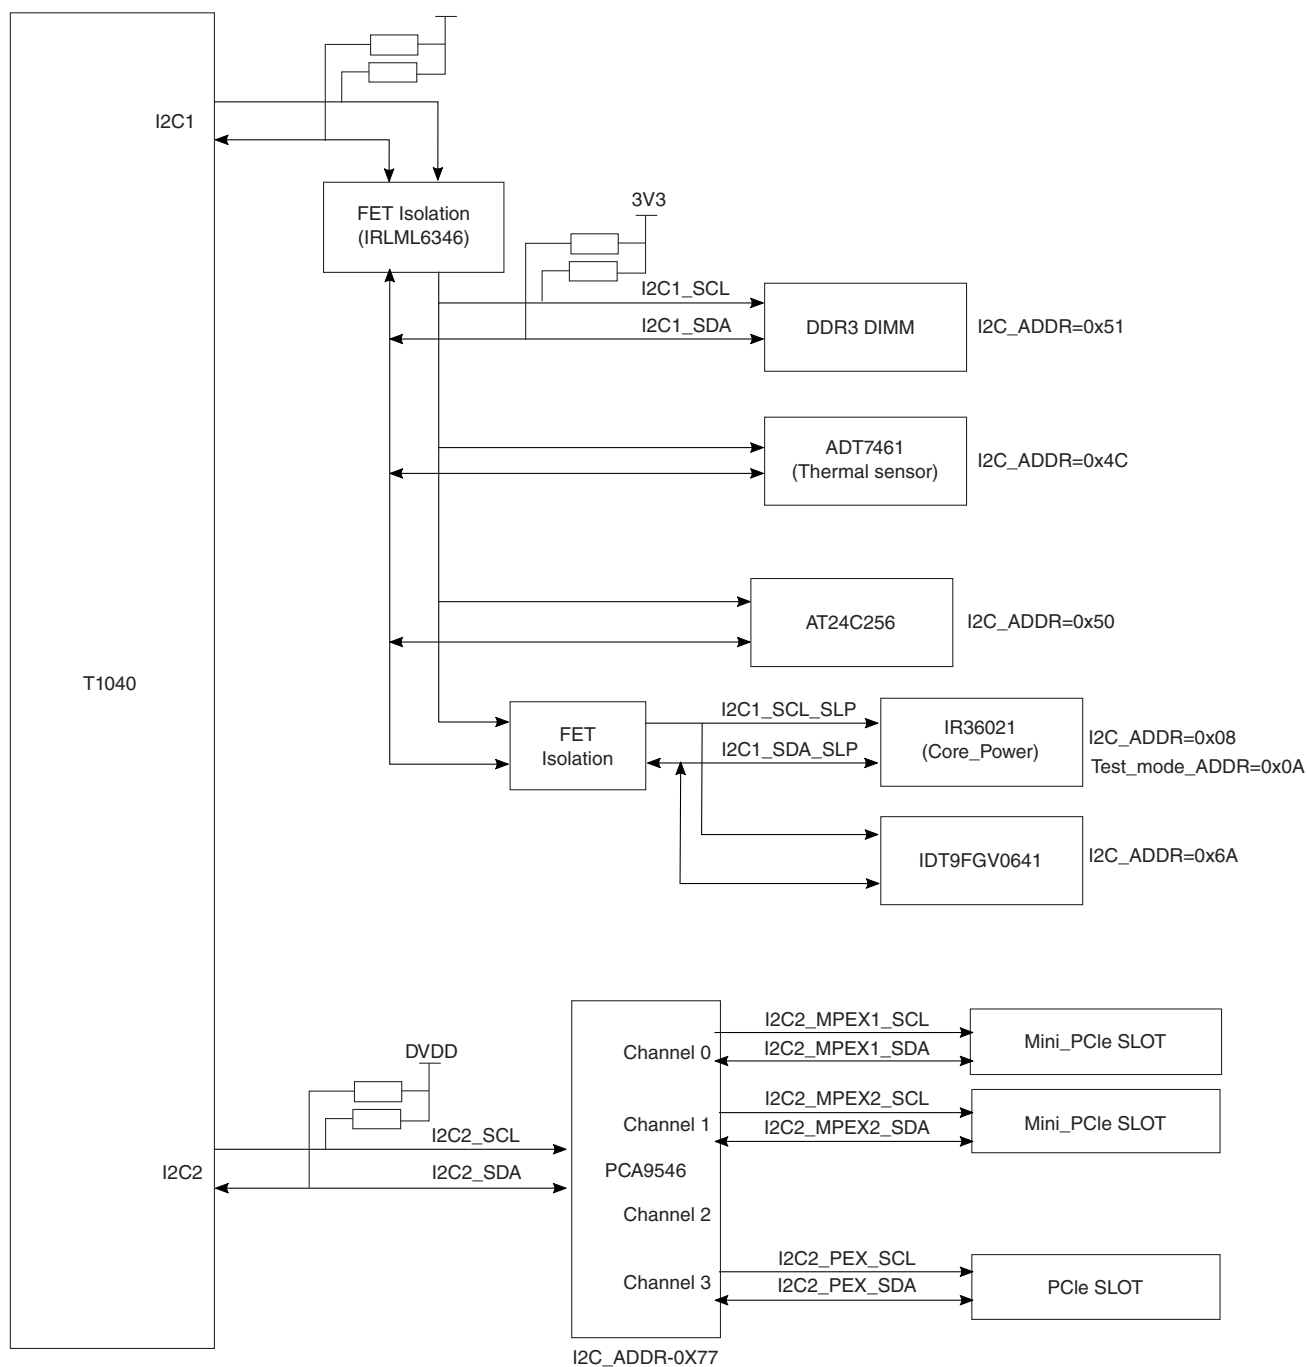 I2C1
FET Isolation
(IRLML6346)
3V3
I2C1_SCL
I2C1_SDA
DDR3 DIMM
I2C_ADDR=0x51
ADT7461
(Thermal sensor)
I2C_ADDR=0x4C
AT24C256
I2C_ADDR=0x50
T1040
FET
Isolation
I2C1_SCL_SLP
I2C1_SDA_SLP
IR36021
(Core_Power)
I2C_ADDR=0x08
Test_mode_ADDR=0x0A
IDT9FGV0641
I2C_ADDR=0x6A
DVDD
I2C2_SCL
I2C2_SDA
I2C2
Channel 0
Channel 1
PCA9546
Channel 2
Channel 3
I2C_ADDR-0X77
I2C2_MPEX1_SCL
I2C2_MPEX1_SDA
Mini_PCIe SLOT
I2C2_MPEX2_SCL
I2C2_MPEX2_SDA
Mini_PCIe SLOT
I2C2_PEX_SCL
I2C2_PEX_SDA
PCIe SLOT